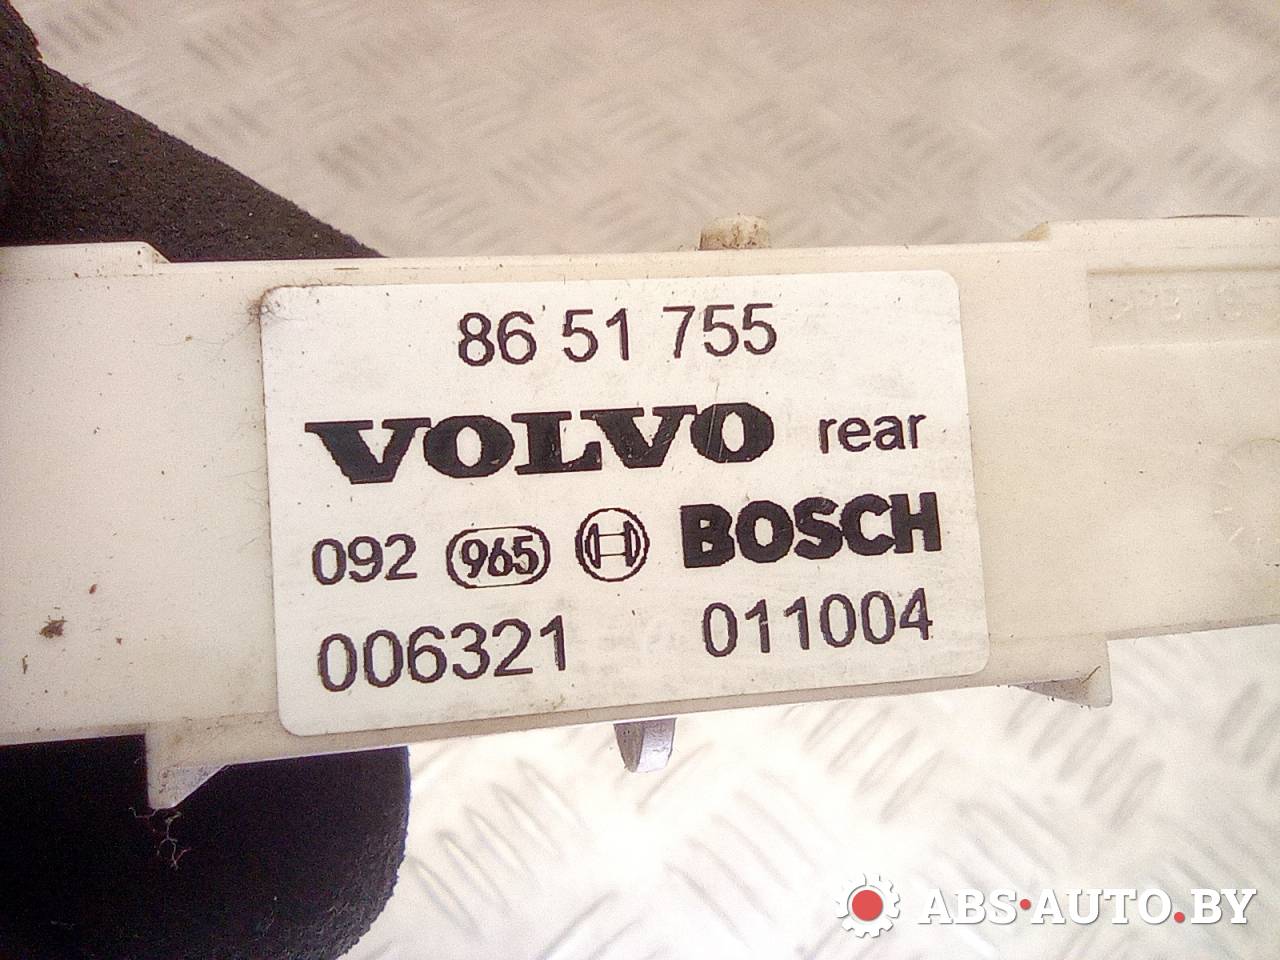 86 51 755
VOLVO rear
092 965 BOSCH
006321 011004
ABS·AUTO.BY